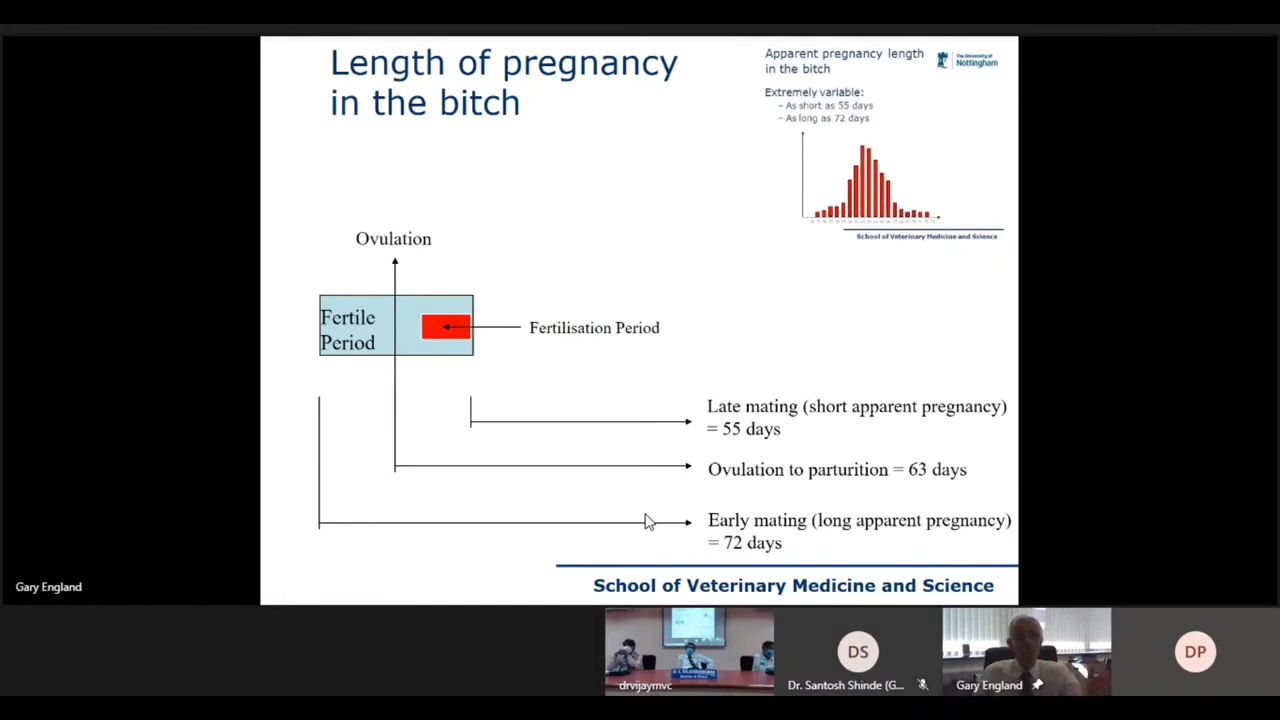 Length of pregnancy
in the bitch
Apparent pregnancy length
in the bitch
The University of
Nottingham
Extremely variable:
– As short as 55 days
– As long as 72 days
School of Veterinary Medicine and Science
Ovulation
Fertile
Period
Fertilisation Period
Late mating (short apparent pregnancy)
= 55 days
Ovulation to parturition = 63 days
Early mating (long apparent pregnancy)
= 72 days
School of Veterinary Medicine and Science
Gary England
drvijaymvc
DS
Dr. Santosh Shinde (G...
Gary England
DP